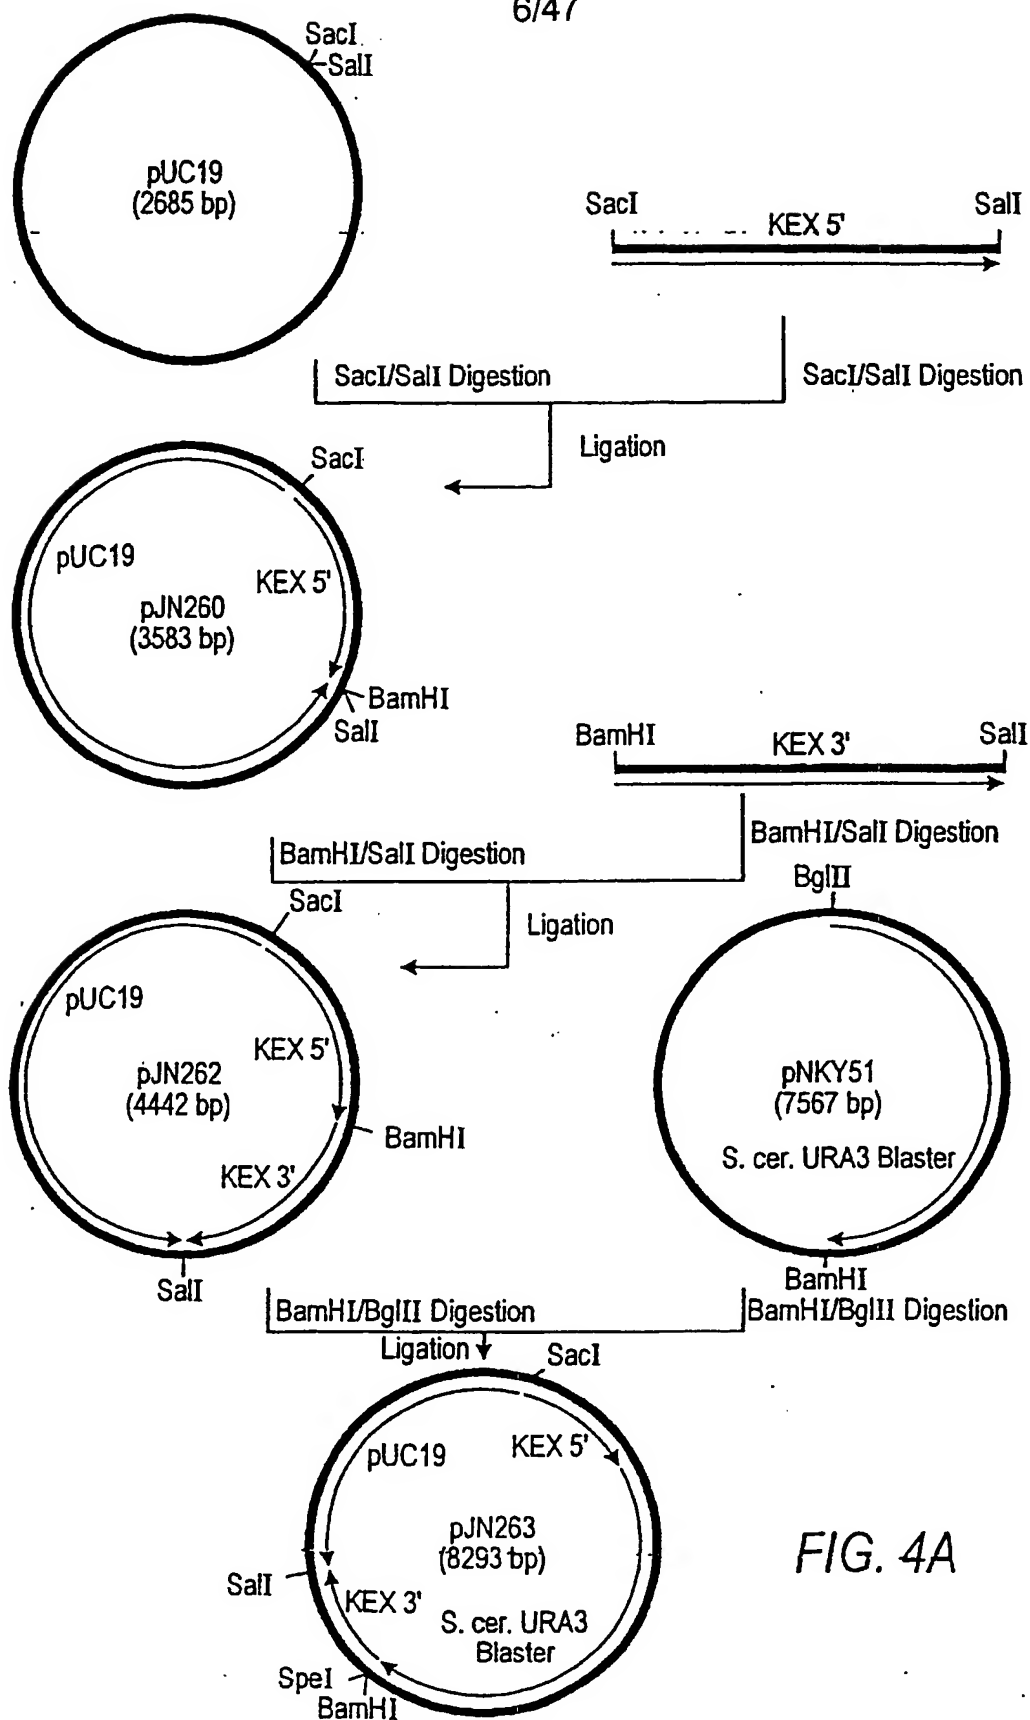 6/47
SacI
SalI
pUC19
(2685 bp)
SacI
SalI
KEX 5'
SacI/SalI Digestion
SacI/SalI Digestion
Ligation
SacI
pUC19
KEX 5'
pJN260
(3583 bp)
BamHI
SalI
BamHI
KEX 3'
SalI
BamHI/SalI Digestion
BamHI/SalI Digestion
Ligation
SacI
pUC19
KEX 5'
pJN262
(4442 bp)
BamHI
KEX 3'
SalI
BglII
pNKY51
(7567 bp)
S. cer. URA3 Blaster
BamHI
BamHI/BglII Digestion
BamHI/BglII Digestion
Ligation
SacI
pUC19
KEX 5'
pJN263
(8293 bp)
SalI
KEX 3'
S. cer. URA3
Blaster
SpeI
BamHI
FIG. 4A